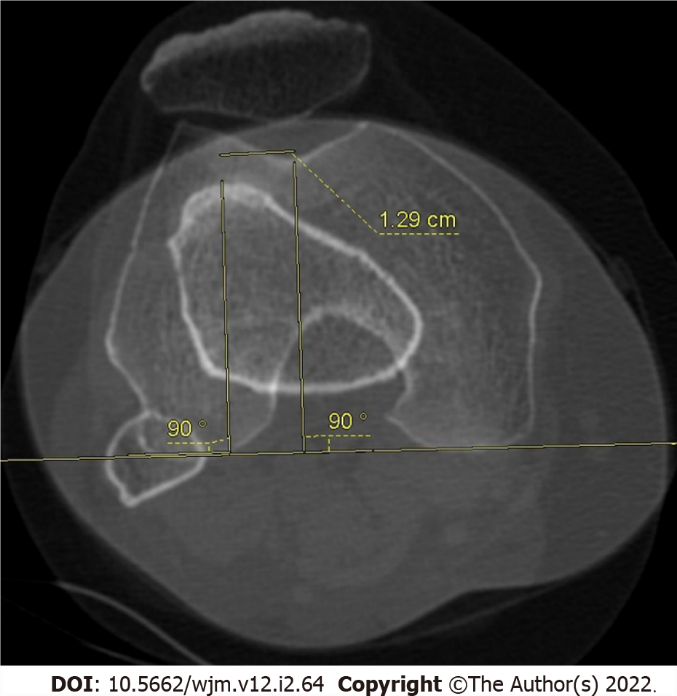 1.29 cm
90 °
90 °
DOI: 10.5662/wjm.v12.i2.64 Copyright ©The Author(s) 2022.